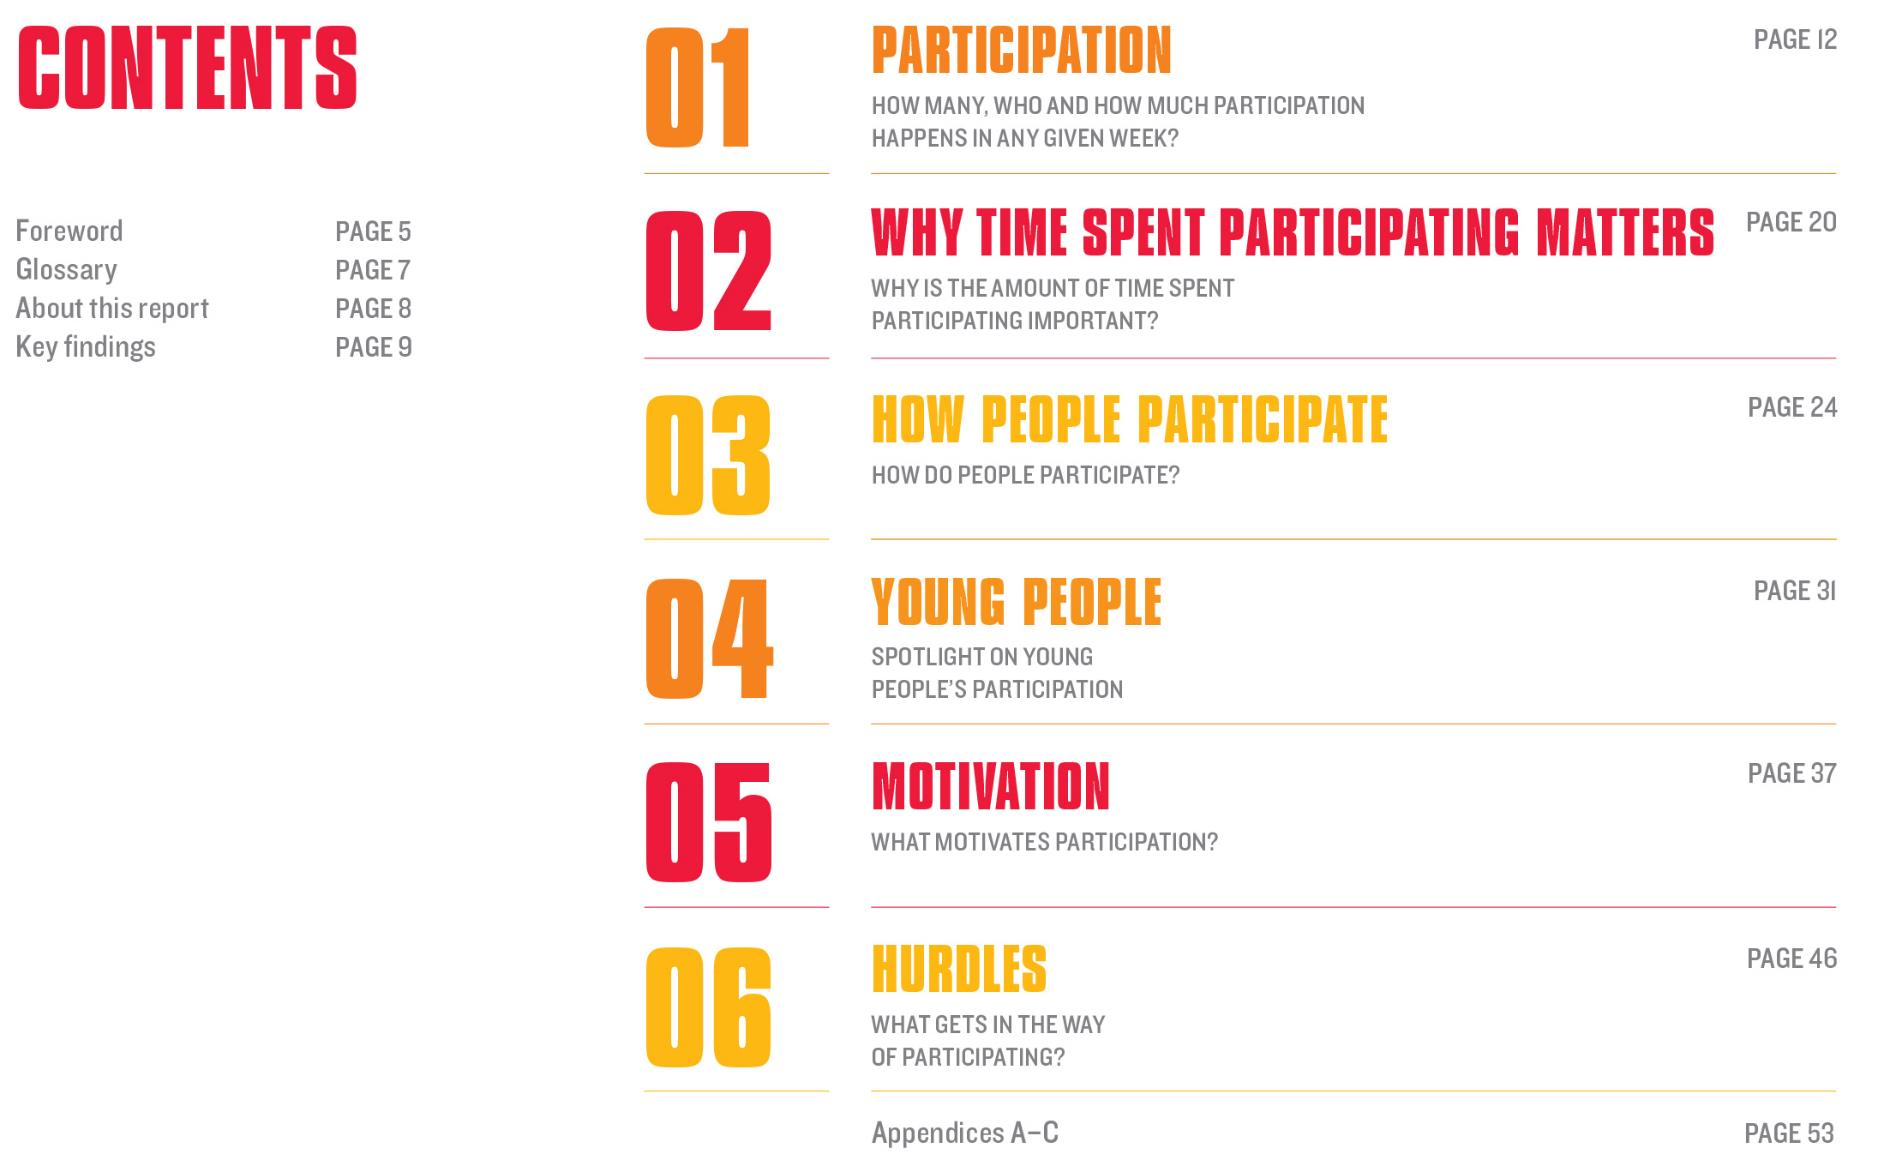 CONTENTS
Foreword PAGE 5
Glossary PAGE 7
About this report PAGE 8
Key findings PAGE 9
01 PARTICIPATION PAGE 12
HOW MANY, WHO AND HOW MUCH PARTICIPATION
HAPPENS IN ANY GIVEN WEEK?
02 WHY TIME SPENT PARTICIPATING MATTERS PAGE 20
WHY IS THE AMOUNT OF TIME SPENT
PARTICIPATING IMPORTANT?
03 HOW PEOPLE PARTICIPATE PAGE 24
HOW DO PEOPLE PARTICIPATE?
04 YOUNG PEOPLE PAGE 31
SPOTLIGHT ON YOUNG
PEOPLE’S PARTICIPATION
05 MOTIVATION PAGE 37
WHAT MOTIVATES PARTICIPATION?
06 HURDLES PAGE 46
WHAT GETS IN THE WAY
OF PARTICIPATING?
Appendices A–C PAGE 53